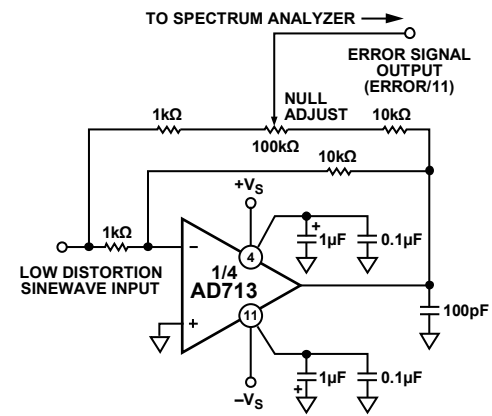 TO SPECTRUM ANALYZER
ERROR SIGNAL
OUTPUT
(ERROR/11)
NULL
ADJUST
1kΩ
10kΩ
100kΩ
10kΩ
+VS
1kΩ
+
1µF
0.1µF
–
4
LOW DISTORTION
SINEWAVE INPUT
1/4
AD713
100pF
+
11
1µF
0.1µF
+
–VS